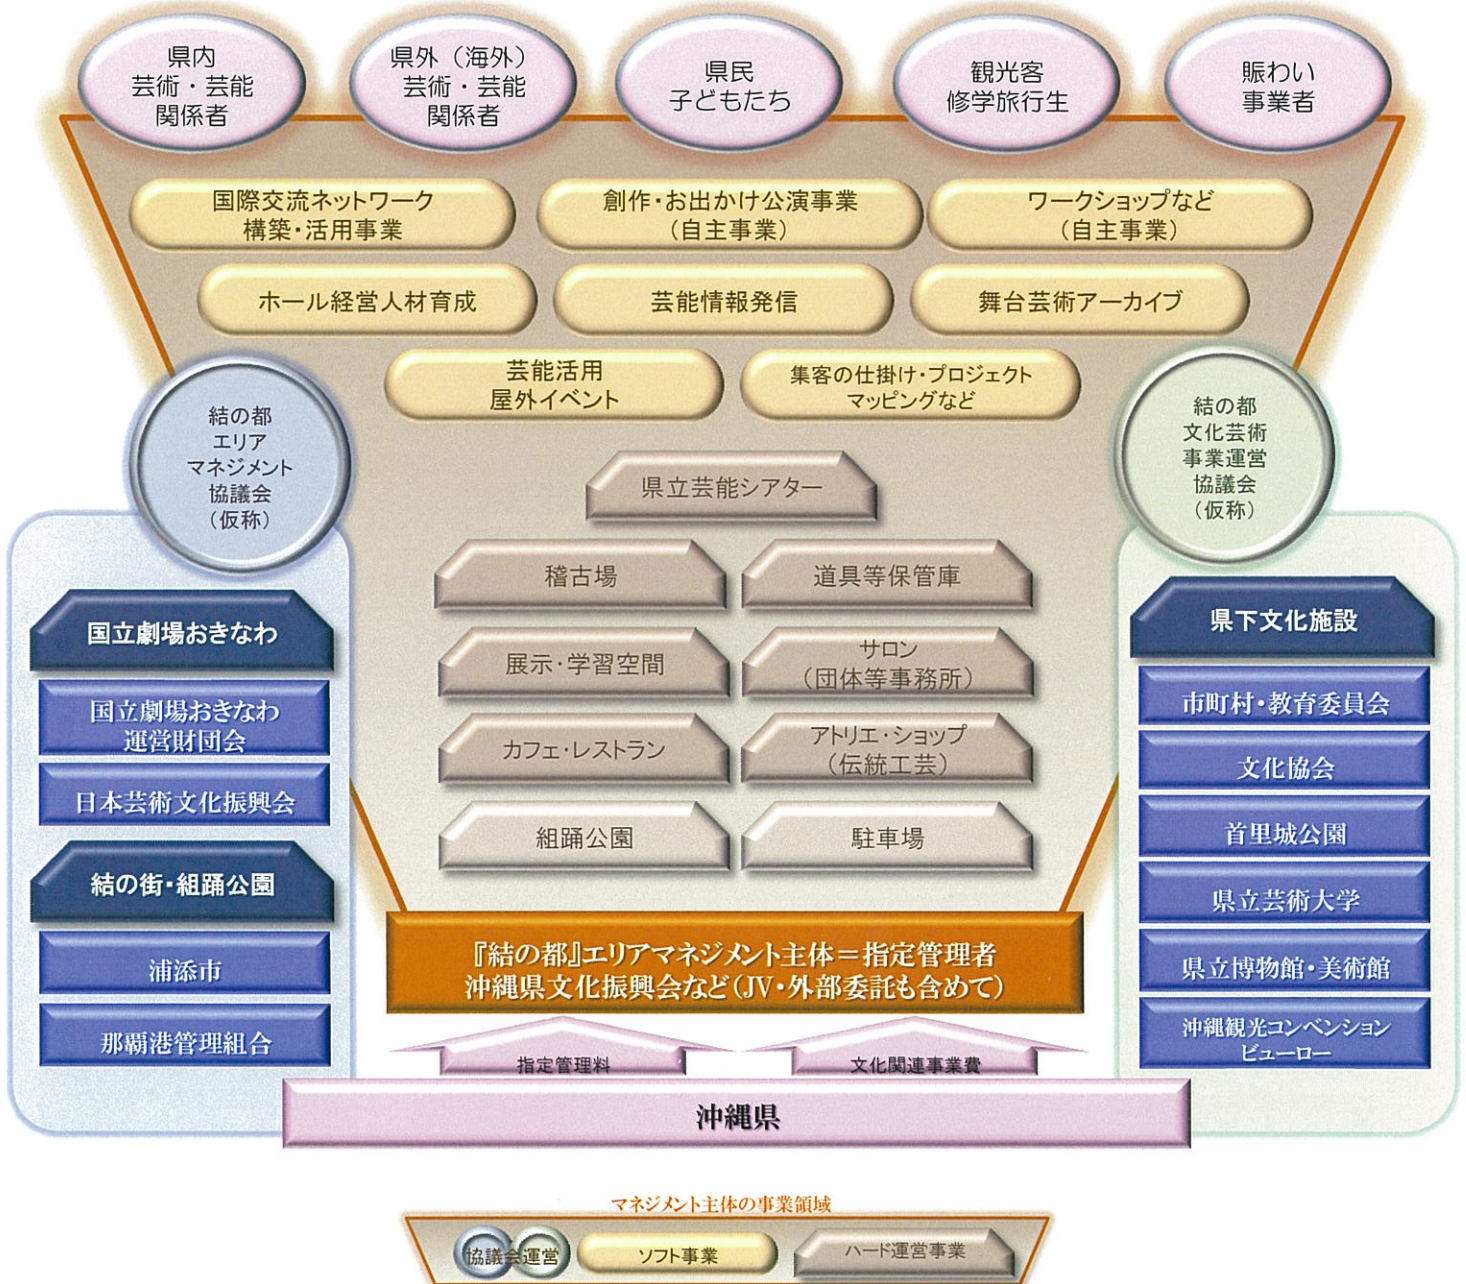 県内
芸術・芸能
関係者
県外（海外）
芸術・芸能
関係者
県民
子どもたち
観光客
修学旅行生
賑わい
事業者
国際交流ネットワーク
構築・活用事業
創作・お出かけ公演事業
（自主事業）
ワークショップなど
（自主事業）
ホール経営人材育成
芸能情報発信
舞台芸術アーカイブ
芸能活用
屋外イベント
集客の仕掛け・プロジェクト
マッピングなど
結の都
エリア
マネジメント
協議会
（仮称）
結の都
文化芸術
事業運営
協議会
（仮称）
県立芸能シアター
稽古場
道具等保管庫
展示・学習空間
サロン
（団体等事務所）
カフェ・レストラン
アトリエ・ショップ
（伝統工芸）
組踊公園
駐車場
国立劇場おきなわ
国立劇場おきなわ
運営財団会
日本芸術文化振興会
結の街・組踊公園
浦添市
那覇港管理組合
県下文化施設
市町村・教育委員会
文化協会
首里城公園
県立芸術大学
県立博物館・美術館
沖縄観光コンベンション
ビューロー
『結の都』エリアマネジメント主体＝指定管理者
沖縄県文化振興会など（JV・外部委託も含めて）
指定管理料
文化関連事業費
沖縄県
マネジメント主体の事業領域
協議会運営
ソフト事業
ハード運営事業